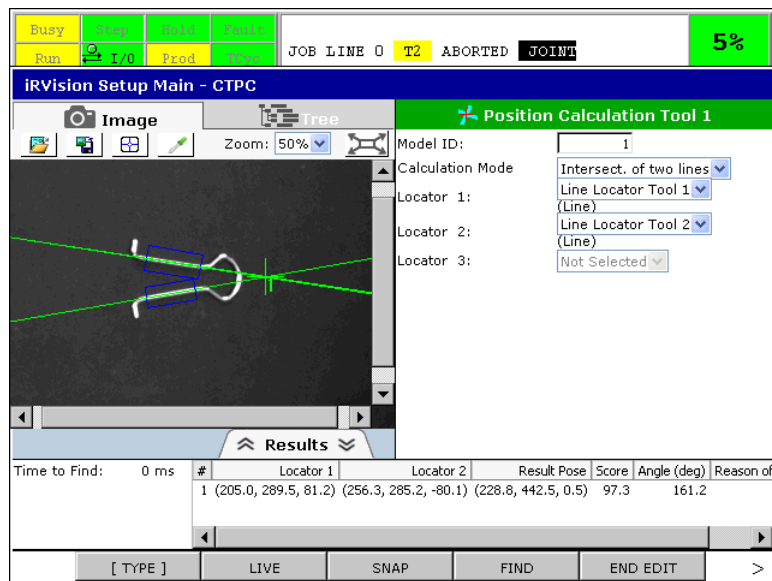 Busy Step Hold Fault
Run I/O Prod TCyc
JOB LINE 0 T2 ABORTED JOINT
5%
iRVision Setup Main - CTPC
Image Tree
Position Calculation Tool 1
Zoom: 50%
Model ID: 1
Calculation Mode Intersect. of two lines
Locator 1: Line Locator Tool 1
(Line)
Locator 2: Line Locator Tool 2
(Line)
Locator 3: Not Selected
Results
Time to Find: 0 ms
# Locator 1 Locator 2 Result Pose Score Angle (deg) Reason of
1 (205.0, 289.5, 81.2) (256.3, 285.2, -80.1) (228.8, 442.5, 0.5) 97.3 161.2
[ TYPE ] LIVE SNAP FIND END EDIT >